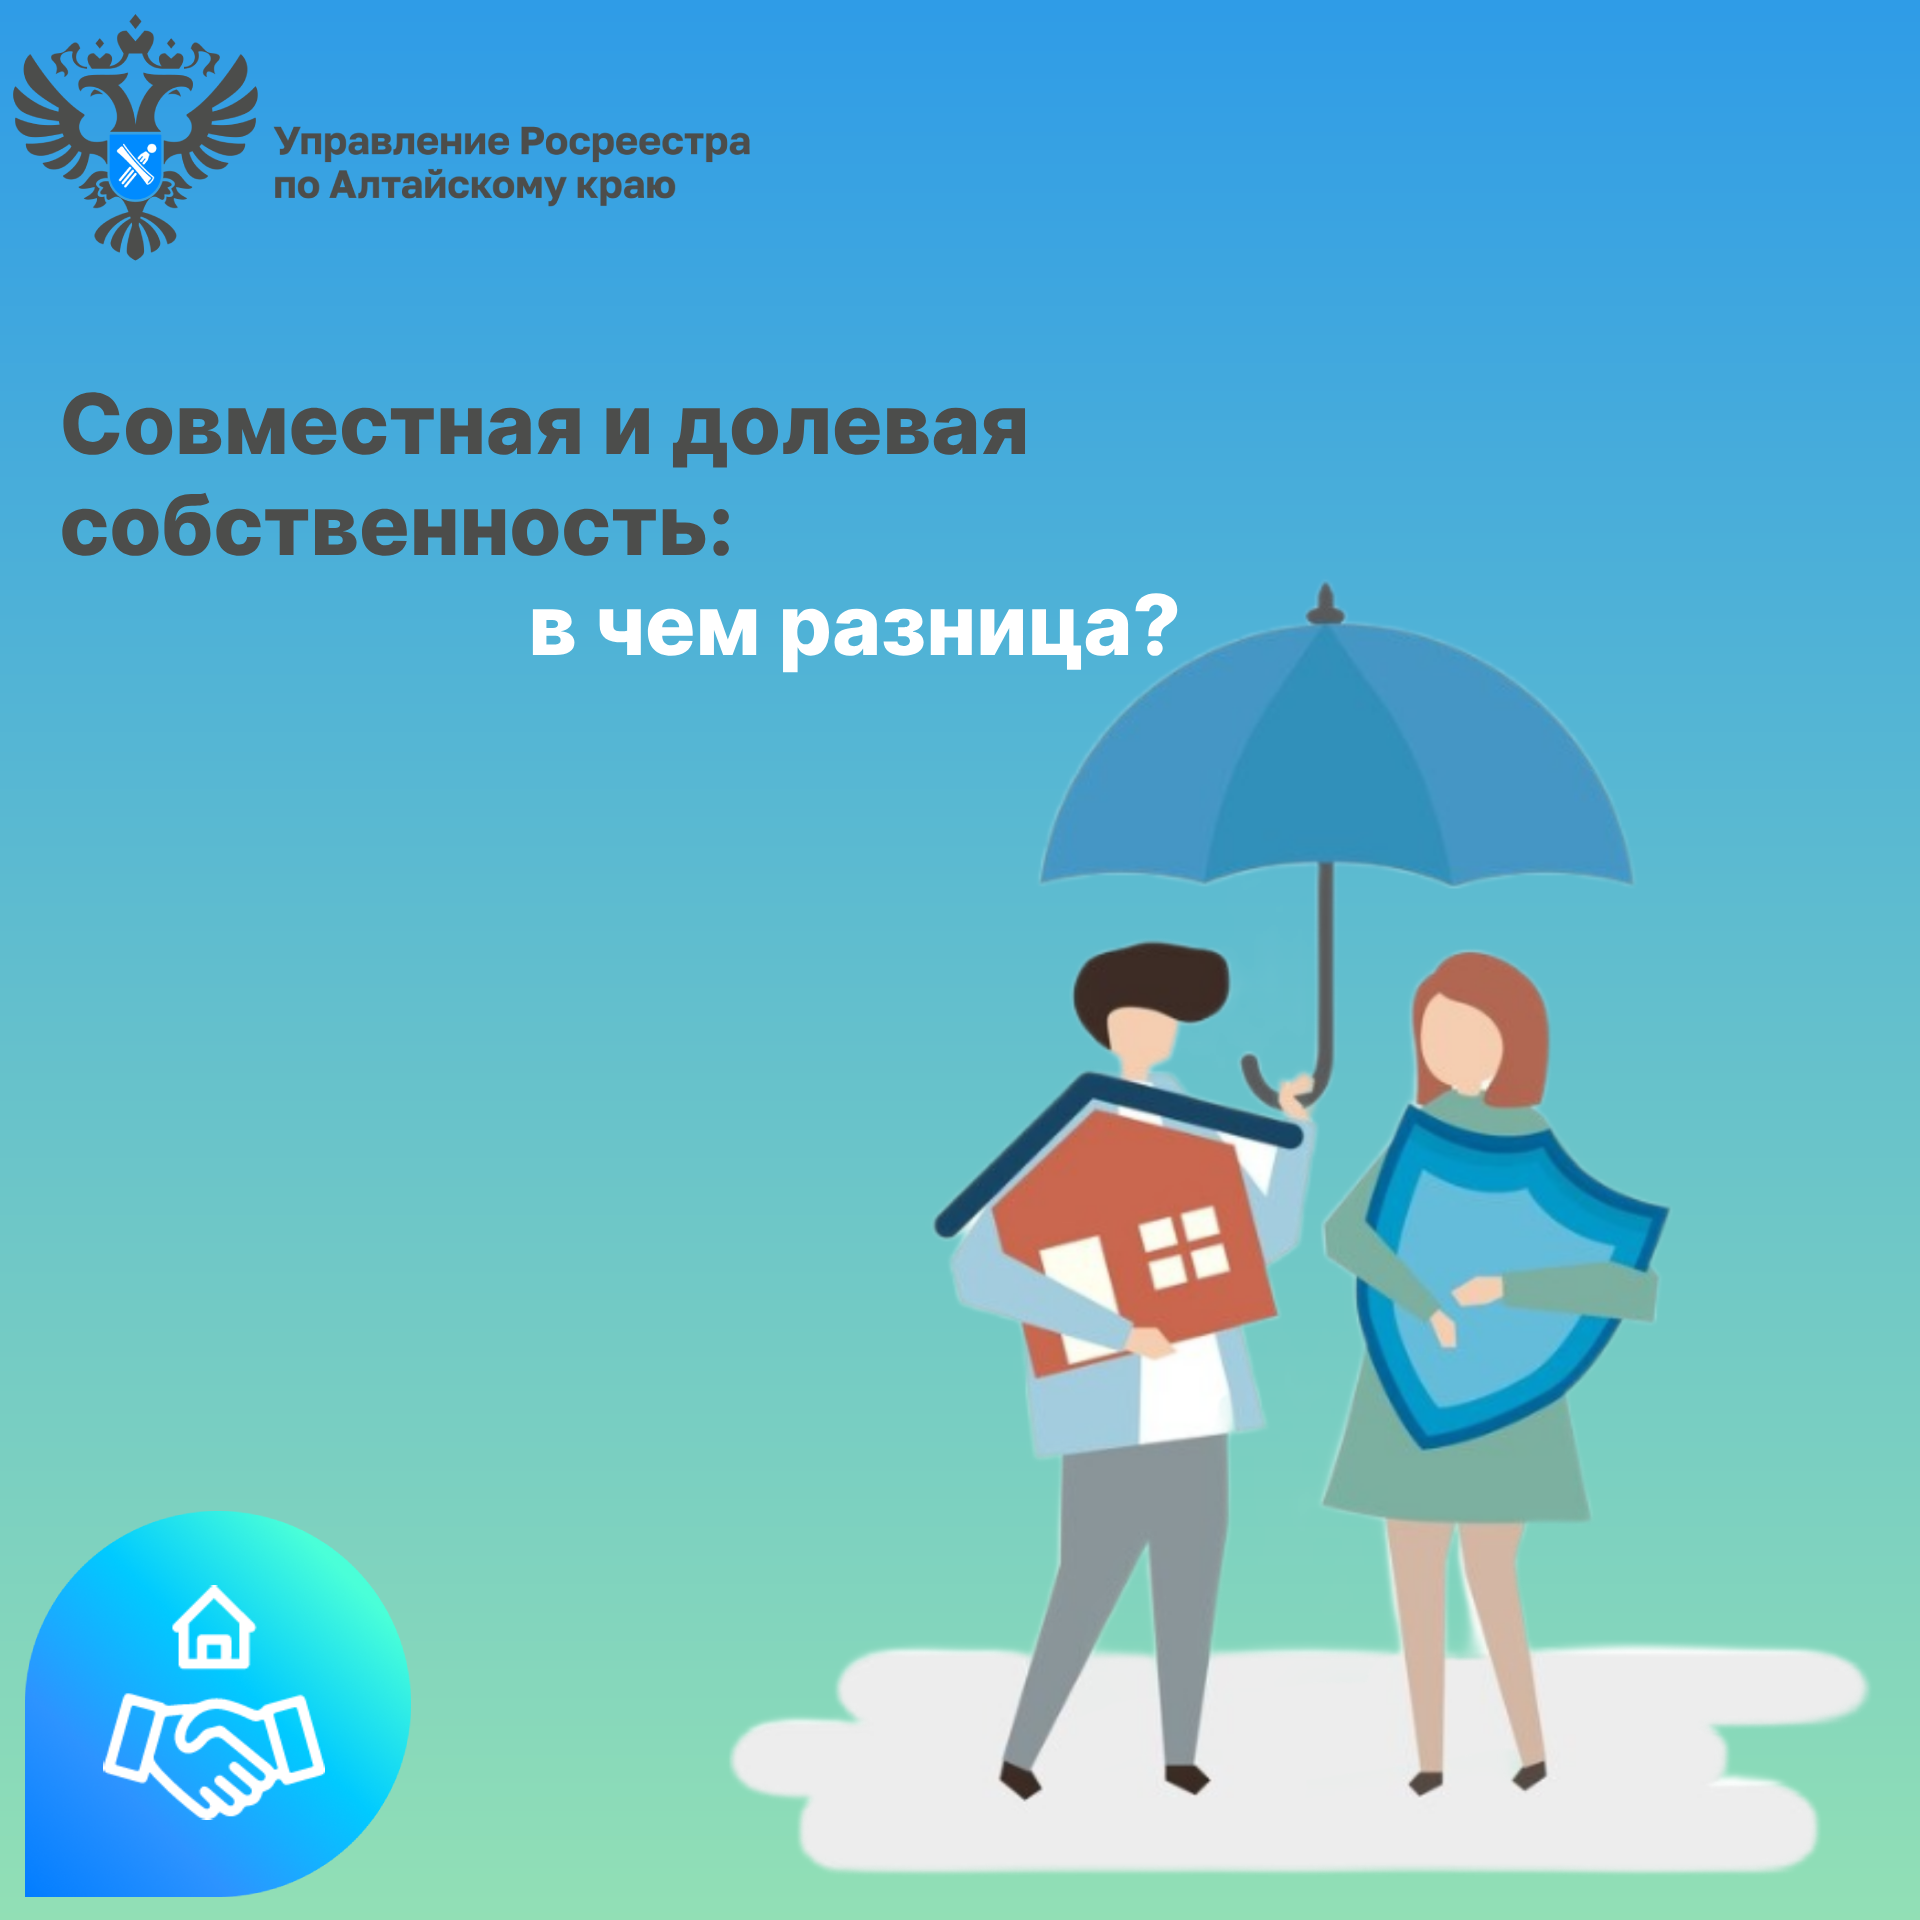 Управление Росреестра
по Алтайскому краю
Совместная и долевая
собственность:
в чем разница?